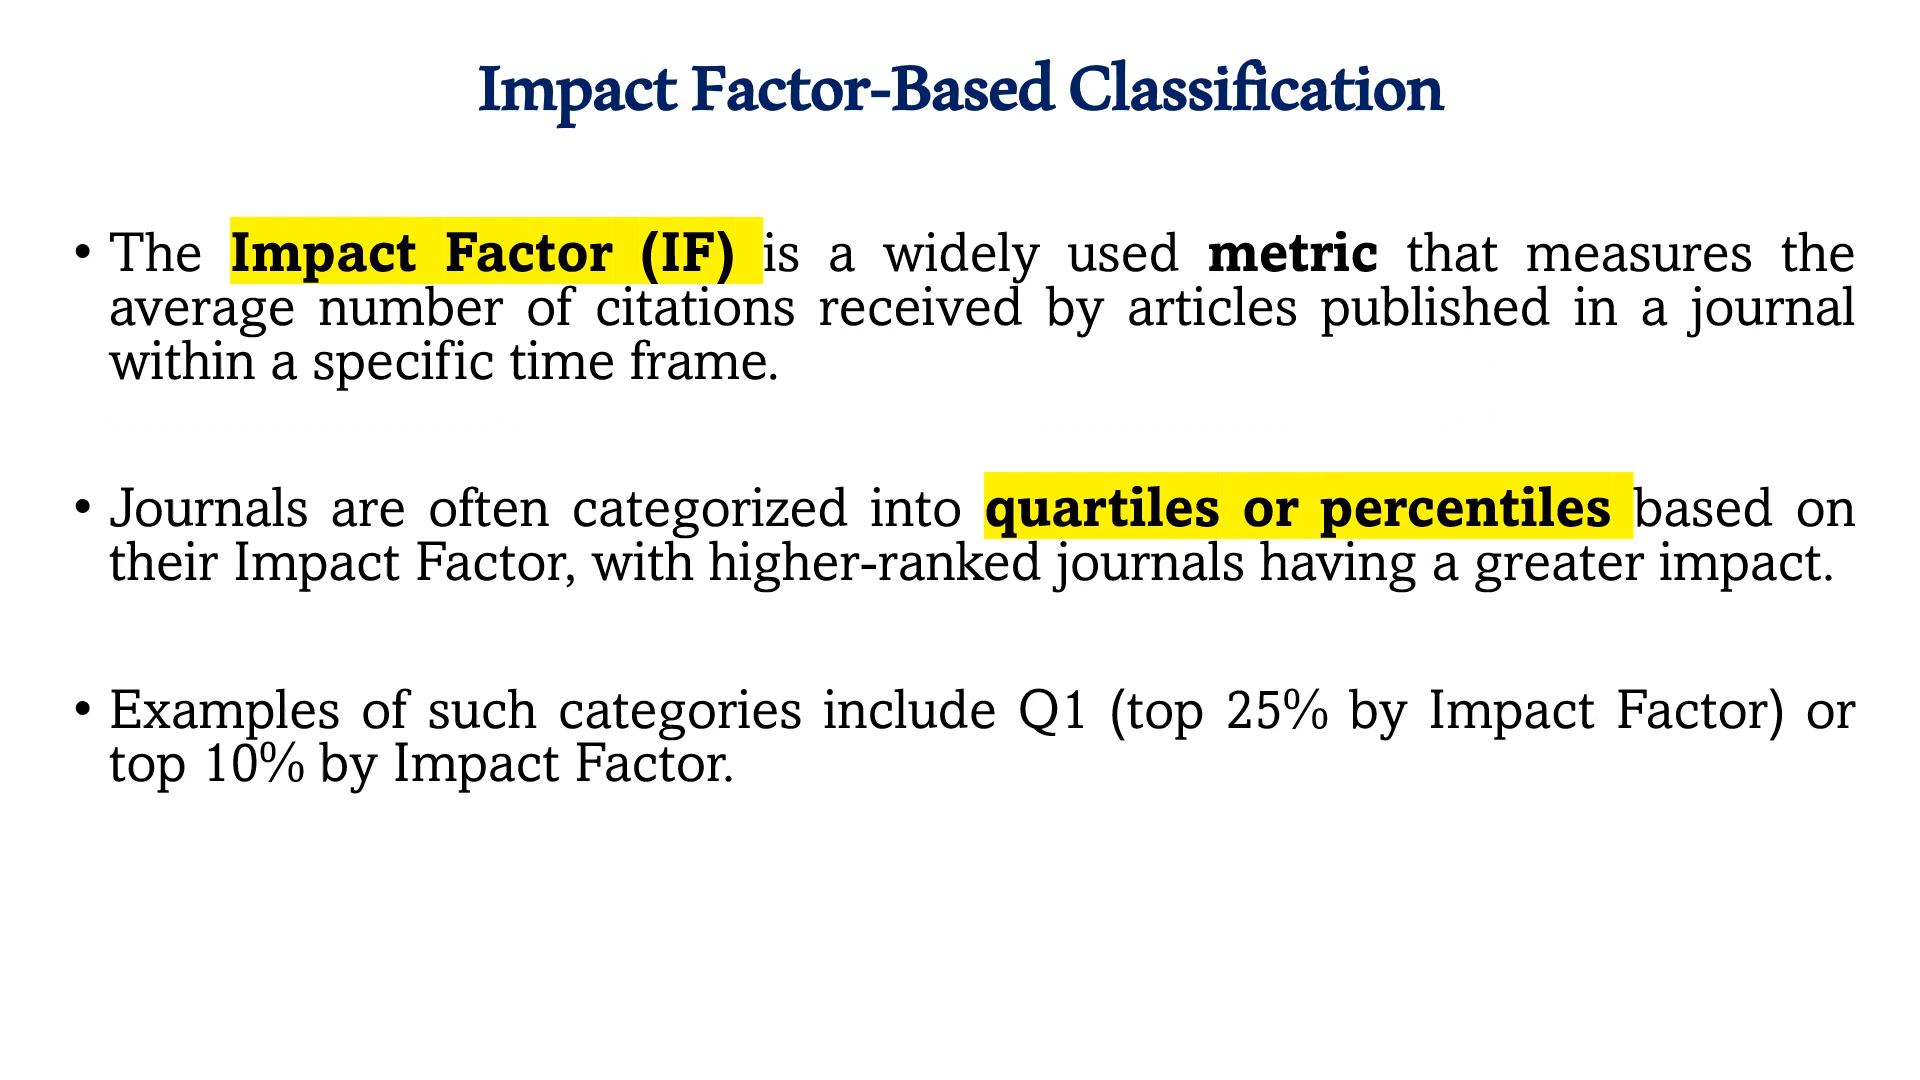 Impact Factor-Based Classification
• The Impact Factor (IF) is a widely used metric that measures the
average number of citations received by articles published in a journal
within a specific time frame.
• Journals are often categorized into quartiles or percentiles based on
their Impact Factor, with higher-ranked journals having a greater impact.
• Examples of such categories include Q1 (top 25% by Impact Factor) or
top 10% by Impact Factor.